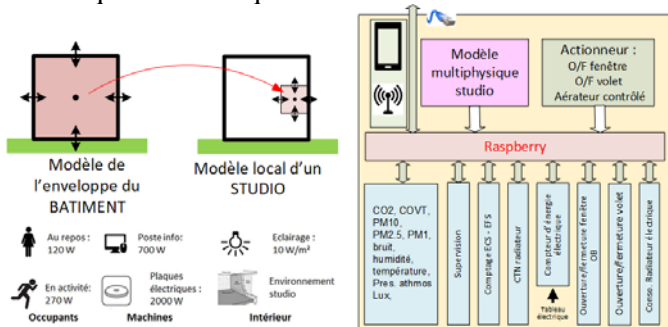 Modèle de
l'enveloppe du
BATIMENT
Modèle local d'un
STUDIO
Au repos :
120 W
Poste info:
700 W
Eclairage :
10 W/m²
En activité:
270 W
Plaques
électriques :
2000 W
Environnement
studio
Occupants
Machines
Intérieur
Modèle
multiphysique
studio
Actionneur :
O/F fenêtre
O/F volet
Aérateur contrôlé
Raspberry
CO2, COVT,
PM10,
PM2.5, PM1,
bruit,
humidité,
température,
Pres. athmos
Lux,
Supervision
Comptage ECS - EFS
CTN radiateur
Compteur d'énergie
électrique
Tableau
électrique
Ouverture/fermeture fenêtre
OB
Ouverture/fermeture volet
Conso. Radiateur électrique